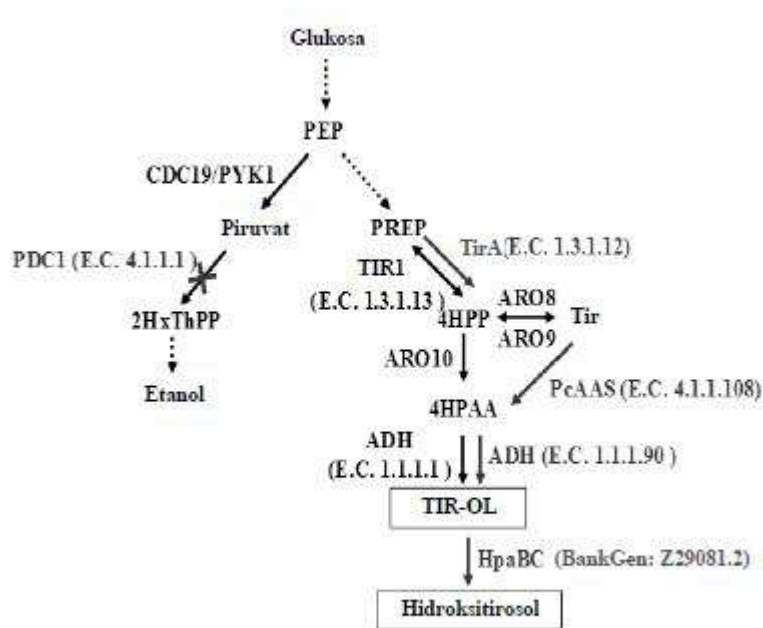 Glukosa
PEP
CDC19/PYK1
Piruvat
PREP
PDC1 (E.C. 4.1.1.1 )
TirA(E.C. 1.3.1.12)
TIR1
(E.C. 1.3.1.13 )
2HxThPP
4HPP
ARO8
ARO9
Tir
ARO10
Etanol
PcAAS (E.C. 4.1.1.108)
4HPAA
ADH
(E.C. 1.1.1.1 )
ADH (E.C. 1.1.1.90 )
TIR-OL
HpaBC (BankGen: Z29081.2)
Hidroksitirosol